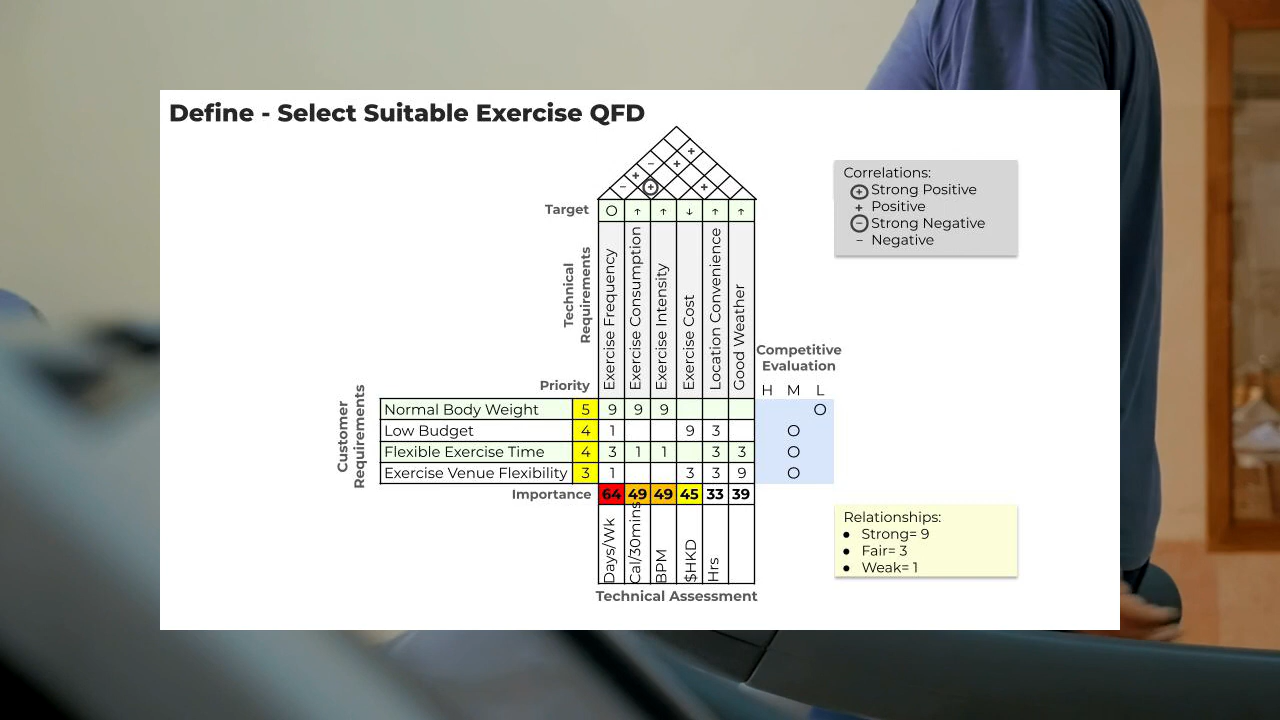 Define - Select Suitable Exercise QFD
+
− +
+
− ⊕ +
Correlations:
⊕ Strong Positive
+ Positive
⊖ Strong Negative
− Negative
Target O ↑ ↑ ↓ ↑ ↑
Technical
Requirements
Exercise Frequency
Exercise Consumption
Exercise Intensity
Exercise Cost
Location Convenience
Good Weather
Competitive
Evaluation
Priority
H M L
Customer
Requirements
Normal Body Weight 5 9 9 9 O
Low Budget 4 1 9 3 O
Flexible Exercise Time 4 3 1 1 3 3 O
Exercise Venue Flexibility 3 1 3 3 9 O
Importance 64 49 49 45 33 39
Days/Wk
Cal/30mins
BPM
$HKD
Hrs
Technical Assessment
Relationships:
● Strong= 9
● Fair= 3
● Weak= 1